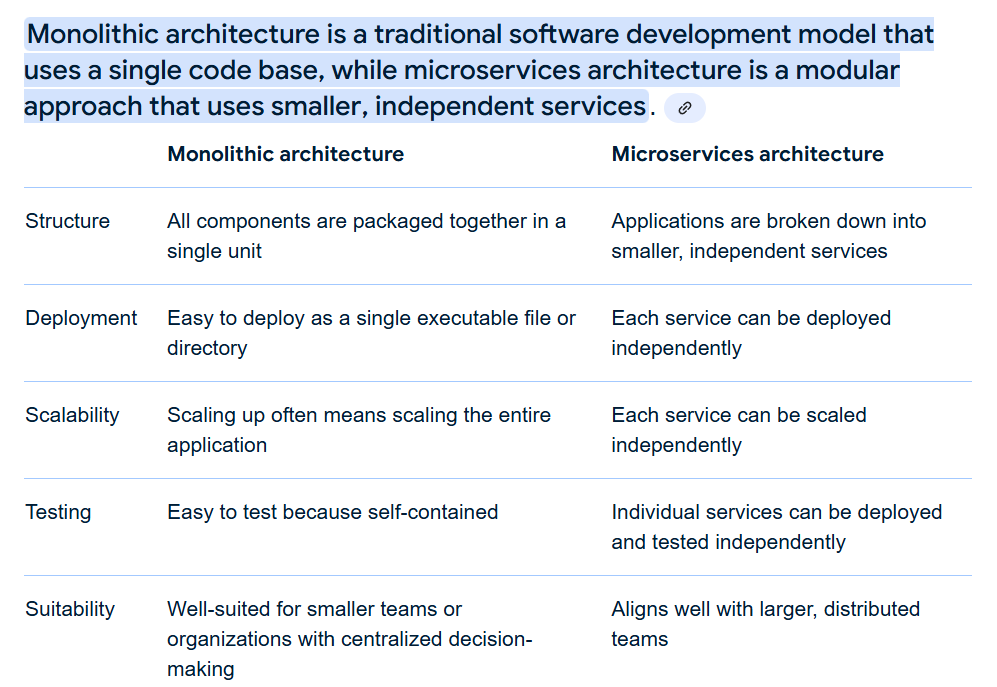 Monolithic architecture is a traditional software development model that
uses a single code base, while microservices architecture is a modular
approach that uses smaller, independent services.
Monolithic architecture Microservices architecture
Structure All components are packaged together in a Applications are broken down into
single unit smaller, independent services
Deployment Easy to deploy as a single executable file or Each service can be deployed
directory independently
Scalability Scaling up often means scaling the entire Each service can be scaled
application independently
Testing Easy to test because self-contained Individual services can be deployed
and tested independently
Suitability Well-suited for smaller teams or Aligns well with larger, distributed
organizations with centralized decision- teams
making